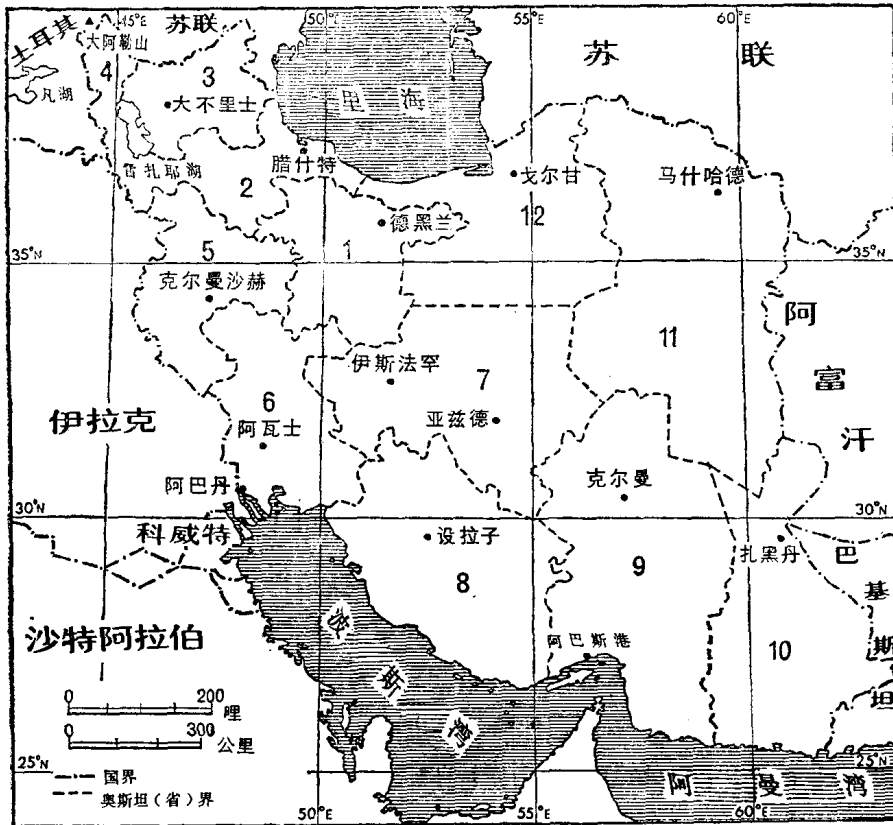 15°E 50°E 55°E 60°E
土耳其
苏联
大阿勒山
4
3
凡湖
大不里士
里海
苏联
雷扎耶湖
腊什特
2
戈尔甘
马什哈德
德黑兰
12
35°N
5
1
35°N
克尔曼沙赫
阿富汗
11
伊斯法罕
7
6
亚兹德
伊拉克
阿瓦士
克尔曼
阿巴丹
30°N
30°N
科威特
设拉子
扎黑丹
巴基斯坦
8
9
沙特阿拉伯
波斯湾
阿巴斯港
10
0 200
哩
0 300
公里
25°N
25°N
阿曼湾
国界
奥斯坦（省）界
50°E 55°E 60°E